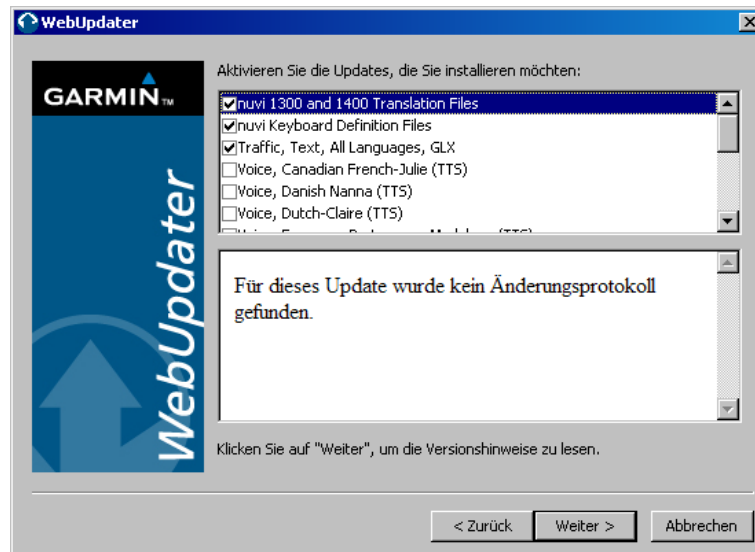 WebUpdater
GARMIN™
WebUpdater
Aktivieren Sie die Updates, die Sie installieren möchten:
nuvi 1300 and 1400 Translation Files
nuvi Keyboard Definition Files
Traffic, Text, All Languages, GLX
Voice, Canadian French-Julie (TTS)
Voice, Danish Nanna (TTS)
Voice, Dutch-Claire (TTS)
Für dieses Update wurde kein Änderungsprotokoll
gefunden.
Klicken Sie auf "Weiter", um die Versionshinweise zu lesen.
< Zurück
Weiter >
Abbrechen